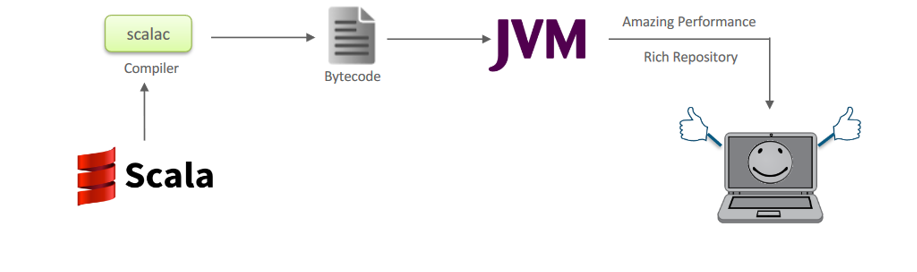 scalac
Compiler
Bytecode
JVM
Amazing Performance
Rich Repository
Scala